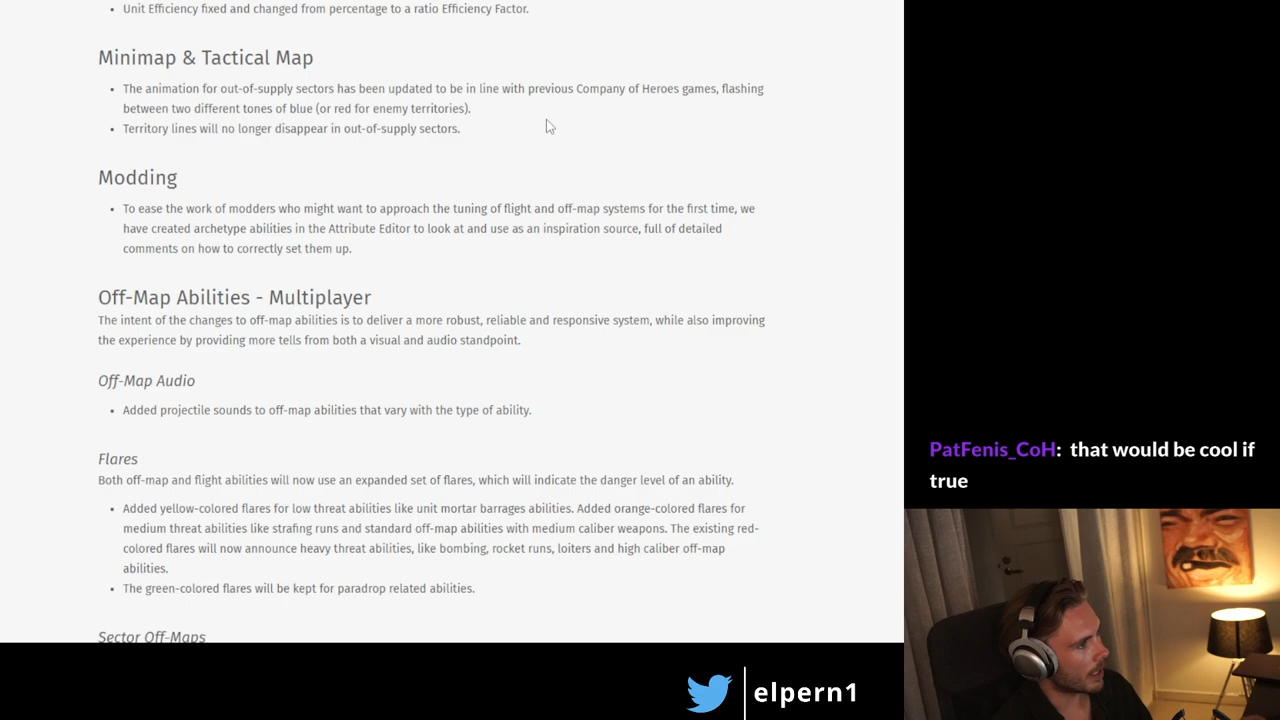 Unit Efficiency fixed and changed from percentage to a ratio Efficiency Factor.
Minimap & Tactical Map
The animation for out-of-supply sectors has been updated to be in line with previous Company of Heroes games, flashing
between two different tones of blue (or red for enemy territories).
Territory lines will no longer disappear in out-of-supply sectors.
Modding
To ease the work of modders who might want to approach the tuning of flight and off-map systems for the first time, we
have created archetype abilities in the Attribute Editor to look at and use as an inspiration source, full of detailed
comments on how to correctly set them up.
Off-Map Abilities - Multiplayer
The intent of the changes to off-map abilities is to deliver a more robust, reliable and responsive system, while also improving
the experience by providing more tells from both a visual and audio standpoint.
Off-Map Audio
Added projectile sounds to off-map abilities that vary with the type of ability.
Flares
Both off-map and flight abilities will now use an expanded set of flares, which will indicate the danger level of an ability.
Added yellow-colored flares for low threat abilities like unit mortar barrages abilities. Added orange-colored flares for
medium threat abilities like strafing runs and standard off-map abilities with medium caliber weapons. The existing red-
colored flares will now announce heavy threat abilities, like bombing, rocket runs, loiters and high caliber off-map
abilities.
The green-colored flares will be kept for paradrop related abilities.
Sector Off-Maps
PatFenis_CoH: that would be cool if
true
elpern1